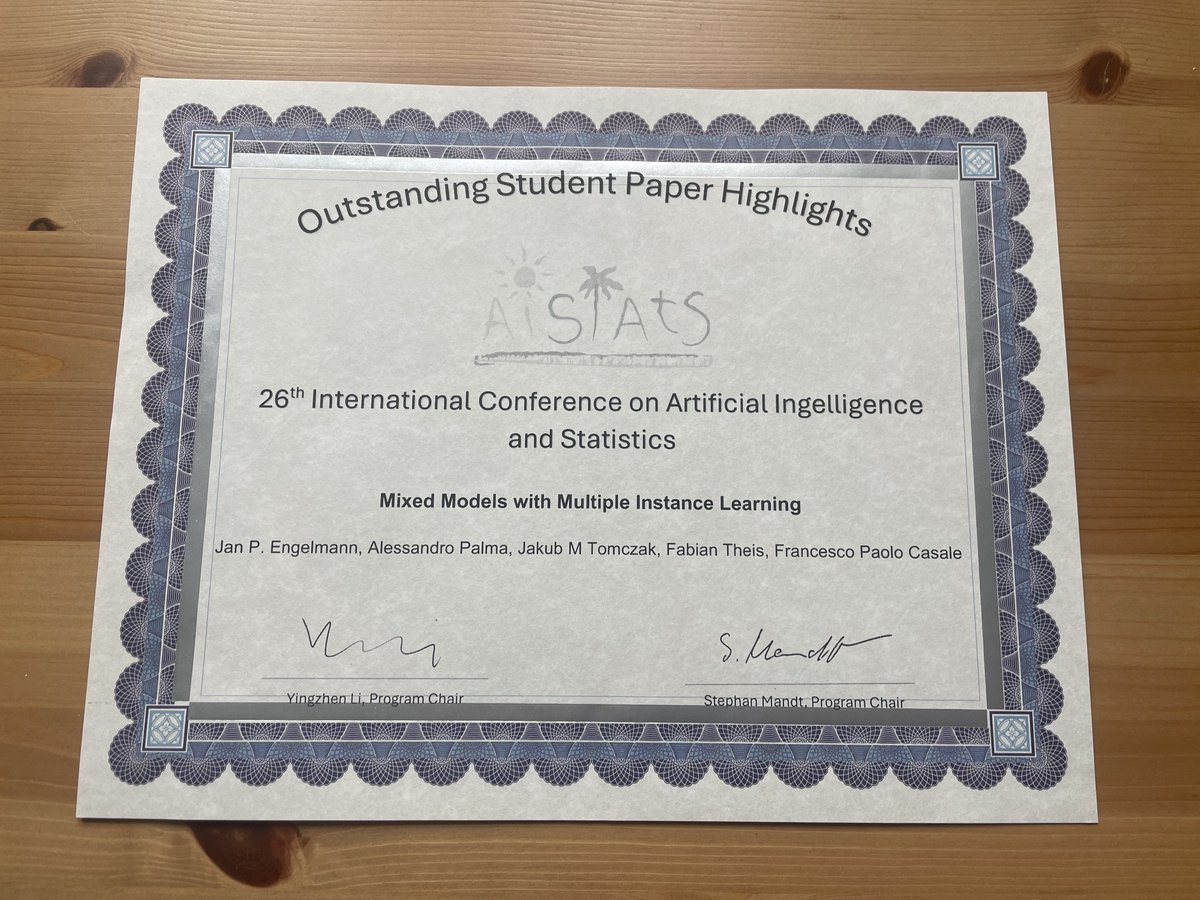 Outstanding Student Paper Highlights
AISTATS
26th International Conference on Artificial Ingelligence
and Statistics
Mixed Models with Multiple Instance Learning
Jan P. Engelmann, Alessandro Palma, Jakub M Tomczak, Fabian Theis, Francesco Paolo Casale
S. Mandt
Yingzhen Li, Program Chair
Stephan Mandt, Program Chair